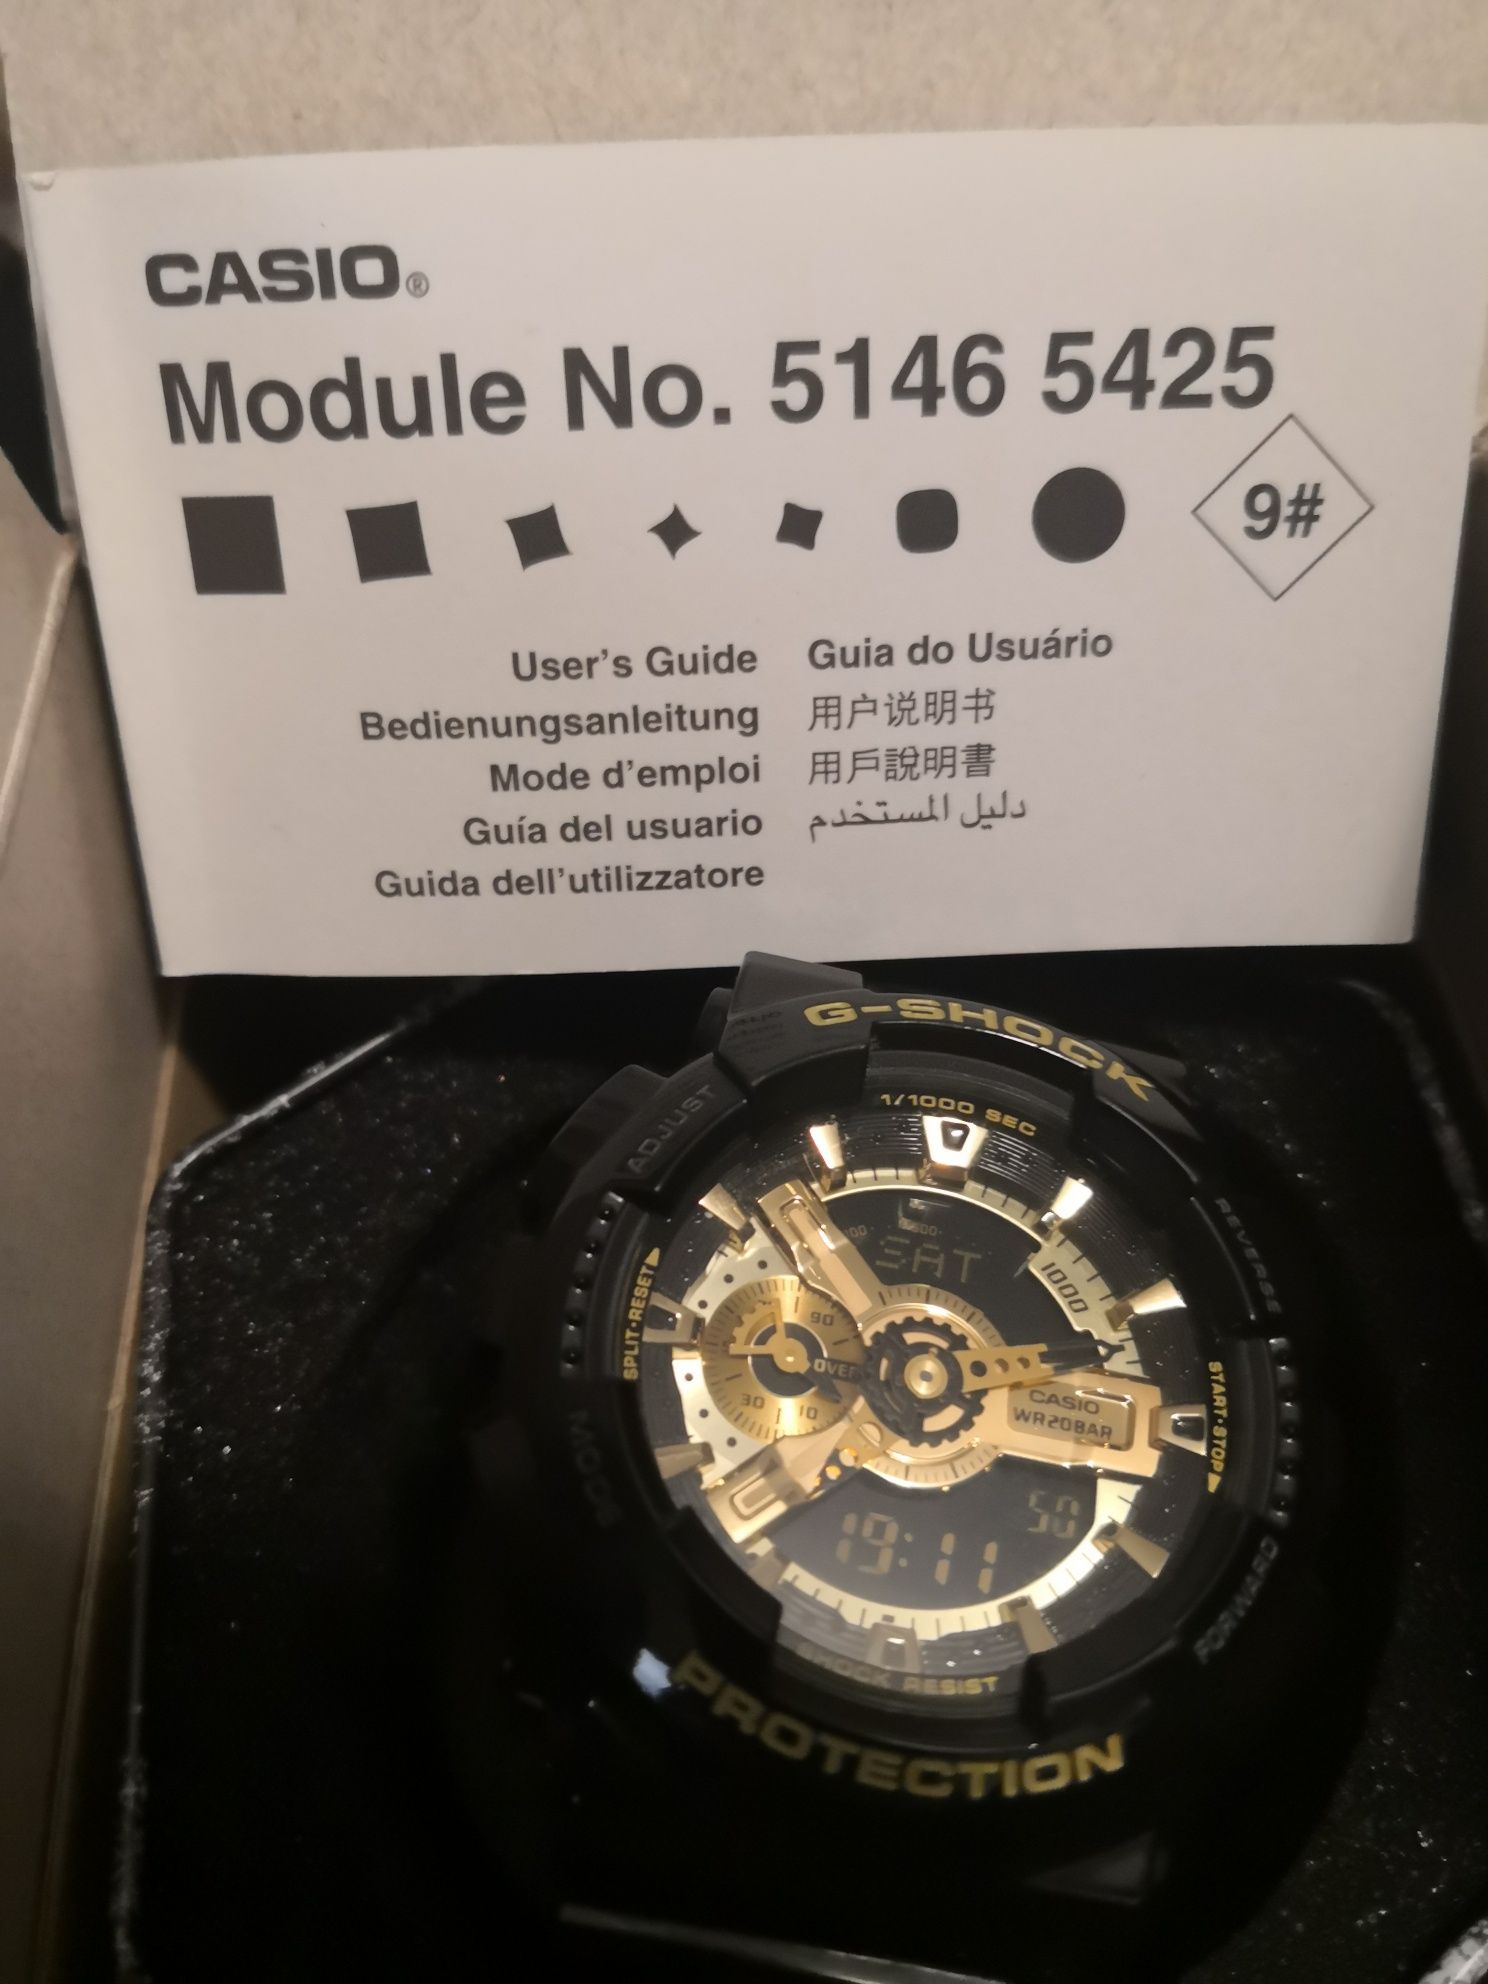 CASIO®
Module No. 5146 5425
9#
User's Guide
Bedienungsanleitung
Mode d'emploi
Guía del usuario
Guida dell'utilizzatore
Guia do Usuário
用户说明书
用戶說明書
دليل المستخدم
G-SHOCK
ADJUST
1/1000 SEC
REVERSE
SPLIT·RESET
SAT
1000
90
OVER
30
10
CASIO
WR20BAR
START·STOP
MODE
50
19:11
FORWARD
SHOCK RESIST
PROTECTION